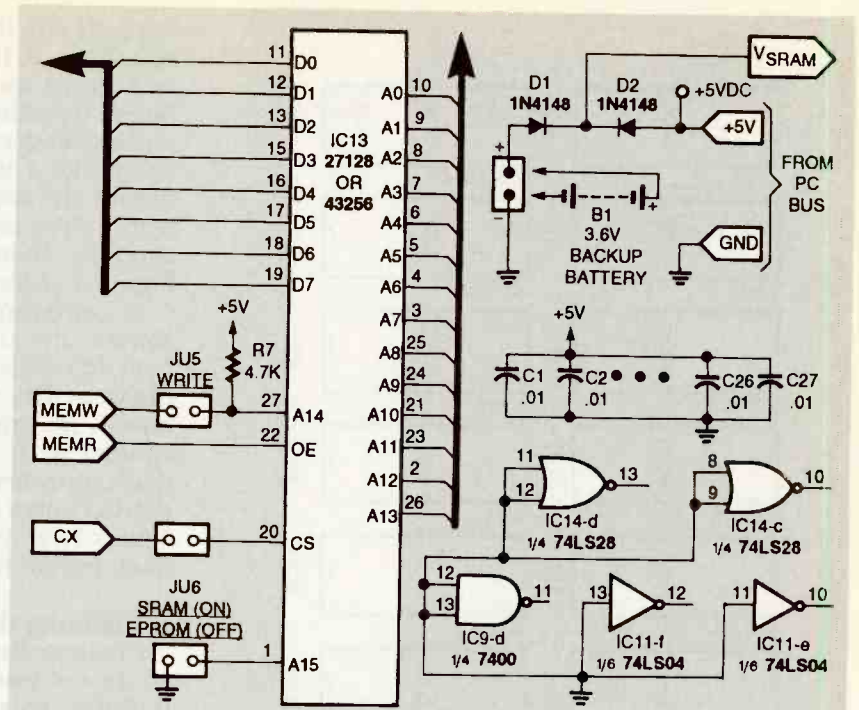 11 D0
12 D1
13 D2
15 D3
16 D4
17 D5
18 D6
19 D7
IC13
27128
OR
43256
A0 10
A1 9
A2 8
A3 7
A4 6
A5 5
A6 4
A7 3
A8 25
A9 24
A10 21
A11 23
A12 2
A13 26
+5V
R7
4.7K
JU5
WRITE
MEMW
27 A14
MEMR
22 OE
CX
20 CS
JU6
SRAM (ON)
EPROM (OFF)
1 A15
VSRAM
D1
1N4148
D2
1N4148
+5VDC
+5V
FROM
PC
BUS
GND
+
−
+
B1
3.6V
BACKUP
BATTERY
+5V
C1
.01
C2
.01
C26
.01
C27
.01
11
12
13
IC14-d
1/4 74LS28
8
9
10
IC14-c
1/4 74LS28
12
13
11
IC9-d
1/4 7400
13
12
IC11-f
1/6 74LS04
11
10
IC11-e
1/6 74LS04